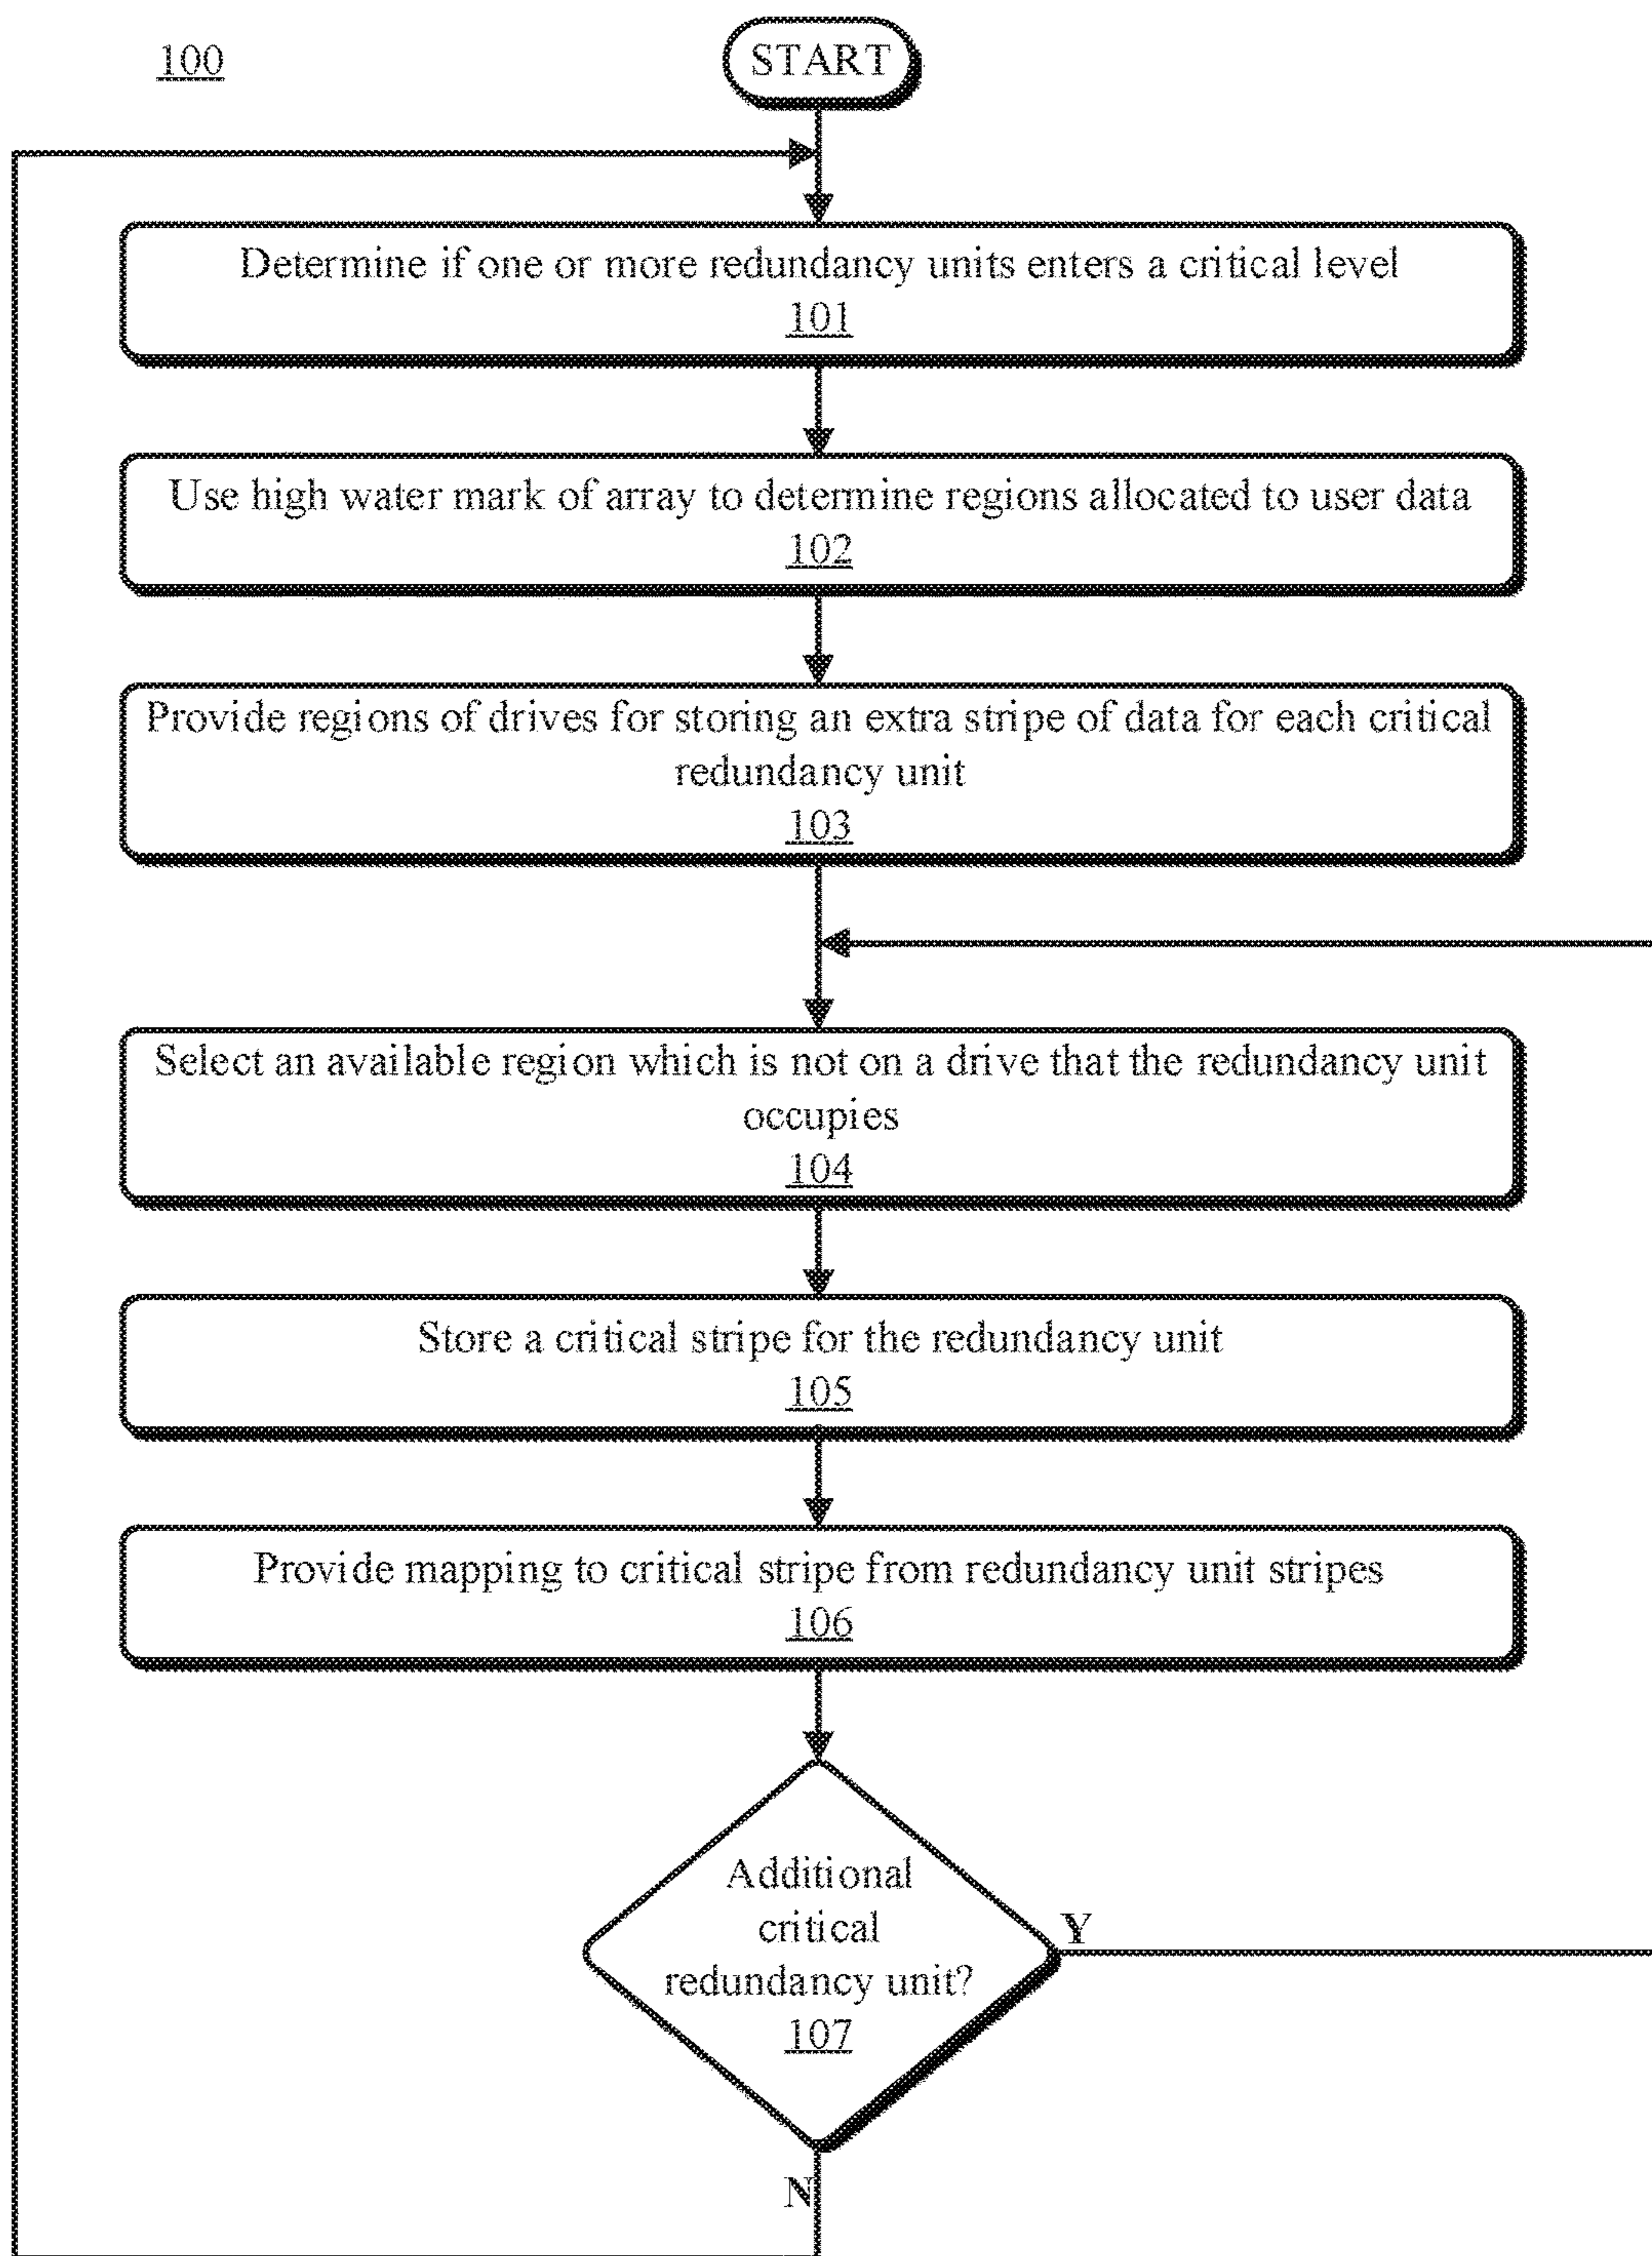 100
START
Determine if one or more redundancy units enters a critical level
101
Use high water mark of array to determine regions allocated to user data
102
Provide regions of drives for storing an extra stripe of data for each critical
redundancy unit
103
Select an available region which is not on a drive that the redundancy unit
occupies
104
Store a critical stripe for the redundancy unit
105
Provide mapping to critical stripe from redundancy unit stripes
106
Additional
critical
redundancy unit?
107
Y
N